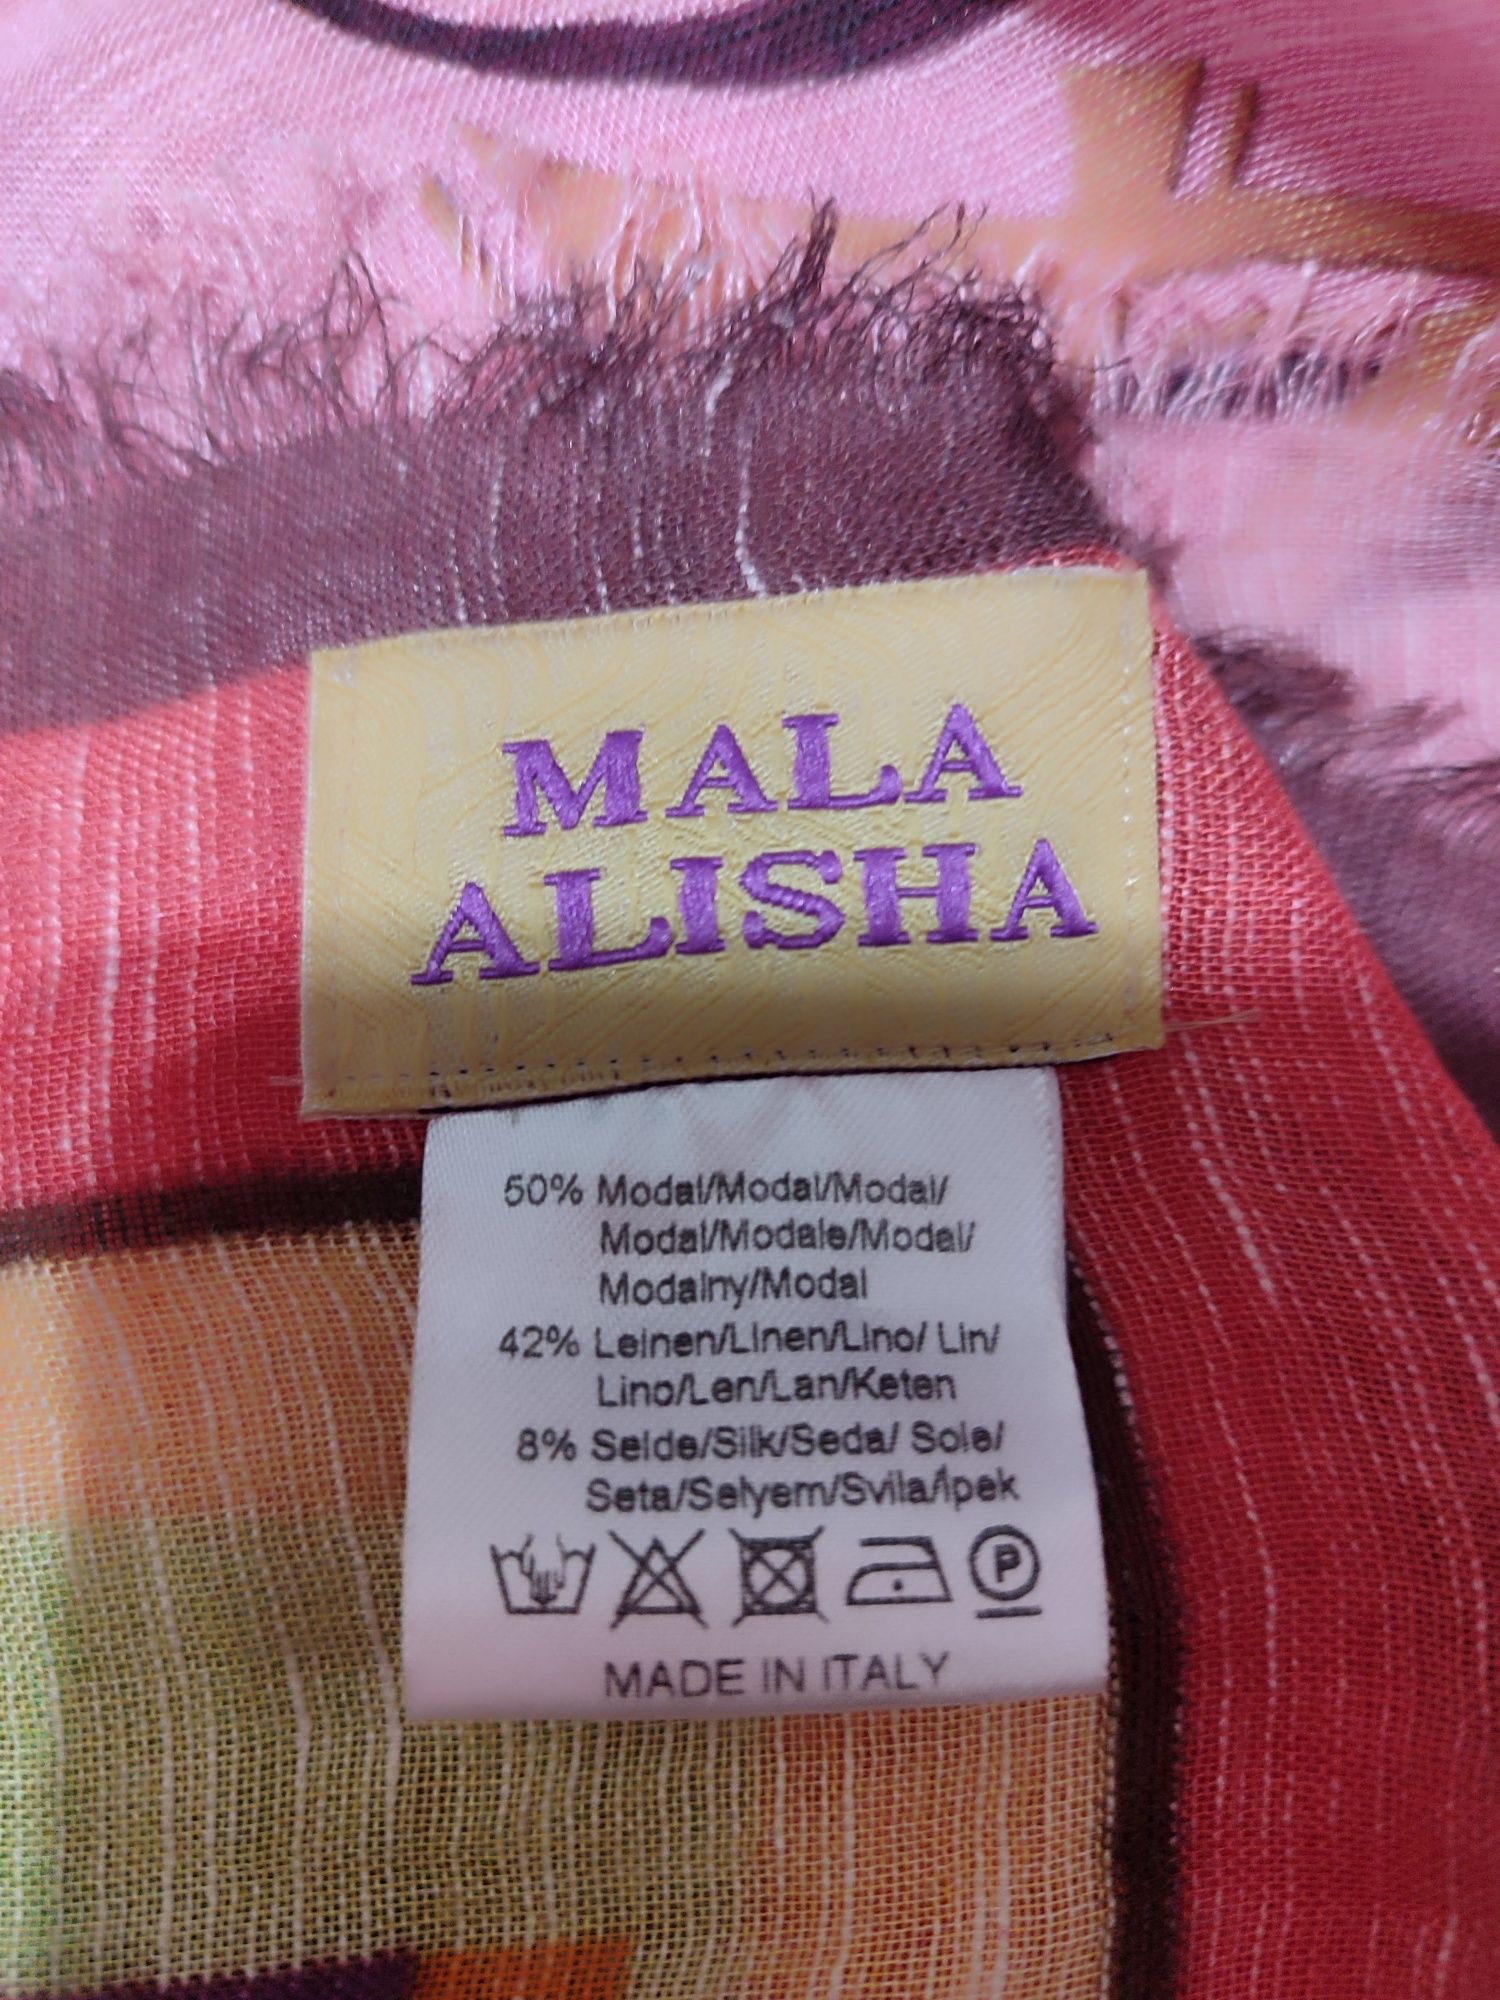 MALA
ALISHA
50% Modal/Modal/Modal/
Modal/Modale/Modal/
Modalny/Modal
42% Leinen/Linen/Lino/ Lin/
Lino/Len/Lan/Keten
8% Seide/Silk/Seda/ Soie/
Seta/Selyem/Svila/İpek
P
MADE IN ITALY